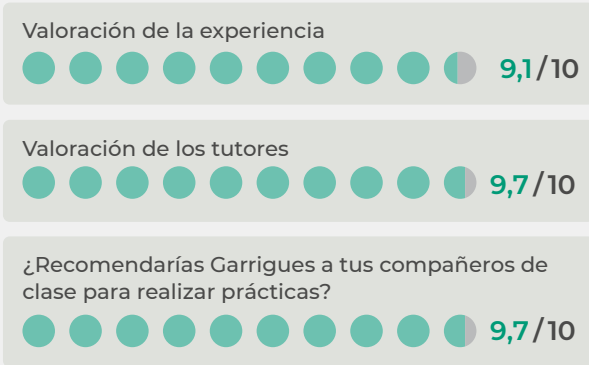 Valoración de la experiencia
9,1/10
Valoración de los tutores
9,7/10
¿Recomendarías Garrigues a tus compañeros de
clase para realizar prácticas?
9,7/10